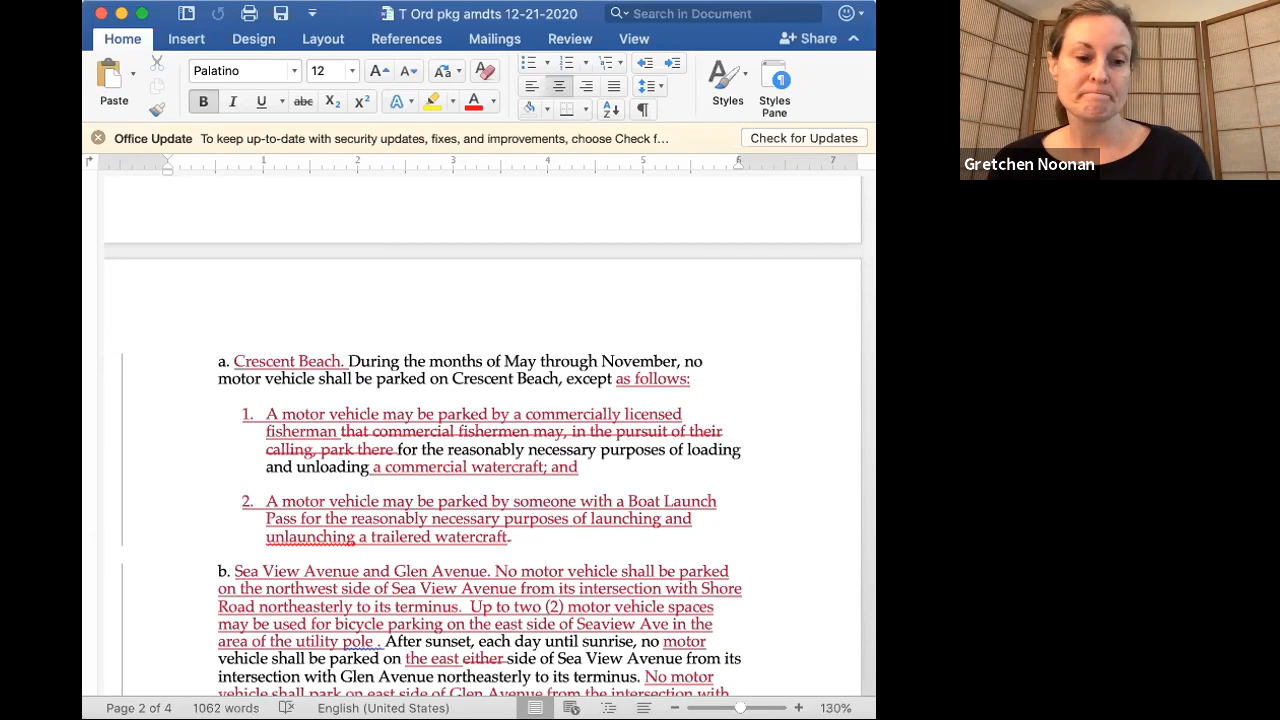 T Ord pkg amdts 12-21-2020
Search in Document
Home Insert Design Layout References Mailings Review View Share
Palatino 12
Paste
Styles
Styles Pane
Office Update To keep up-to-date with security updates, fixes, and improvements, choose Check f... Check for Updates
1 2 3 4 5 6 7
a. Crescent Beach. During the months of May through November, no
motor vehicle shall be parked on Crescent Beach, except as follows:
1. A motor vehicle may be parked by a commercially licensed
fisherman that commercial fishermen may, in the pursuit of their
calling, park there for the reasonably necessary purposes of loading
and unloading a commercial watercraft; and
2. A motor vehicle may be parked by someone with a Boat Launch
Pass for the reasonably necessary purposes of launching and
unlaunching a trailered watercraft.
b. Sea View Avenue and Glen Avenue. No motor vehicle shall be parked
on the northwest side of Sea View Avenue from its intersection with Shore
Road northeasterly to its terminus. Up to two (2) motor vehicle spaces
may be used for bicycle parking on the east side of Seaview Ave in the
area of the utility pole . After sunset, each day until sunrise, no motor
vehicle shall be parked on the east either side of Sea View Avenue from its
intersection with Glen Avenue northeasterly to its terminus. No motor
vehicle shall park on east side of Glen Avenue from the intersection with
Page 2 of 4 1062 words English (United States) 130%
Gretchen Noonan